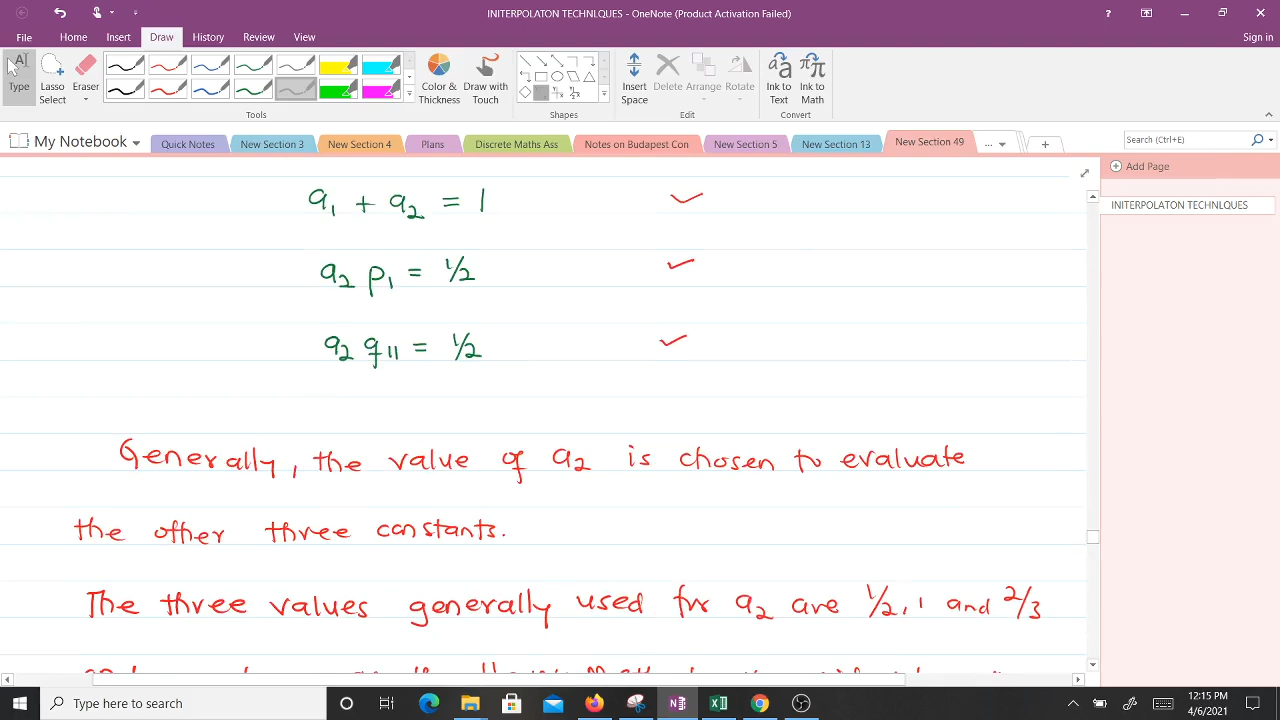 INTERPOLATON TECHNLQUES - OneNote (Product Activation Failed)
File Home Insert Draw History Review View Sign in
Type Lasso Select Eraser Color & Thickness Draw with Touch Insert Space Delete Arrange Rotate Ink to Text Ink to Math
Tools Shapes Edit Convert
My Notebook Quick Notes New Section 3 New Section 4 Plans Discrete Maths Ass Notes on Budapest Con New Section 5 New Section 13 New Section 49 ... Search (Ctrl+E)
Add Page
INITERPOLATON TECHNLQUES
a₁ + a₂ = 1
a₂ p₁ = 1/2
a₂ q₁₁ = 1/2
Generally, the value of a₂ is chosen to evaluate
the other three constants.
The three values generally used for a₂ are 1/2, 1 and 2/3
Type here to search
12:15 PM
4/6/2021